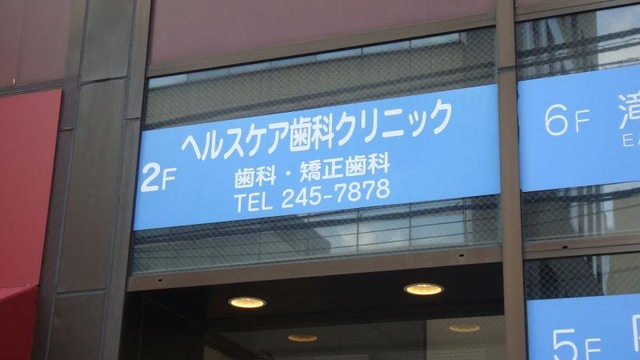 2F
ヘルスケア歯科クリニック
歯科・矯正歯科
TEL 245-7878
6F
5F